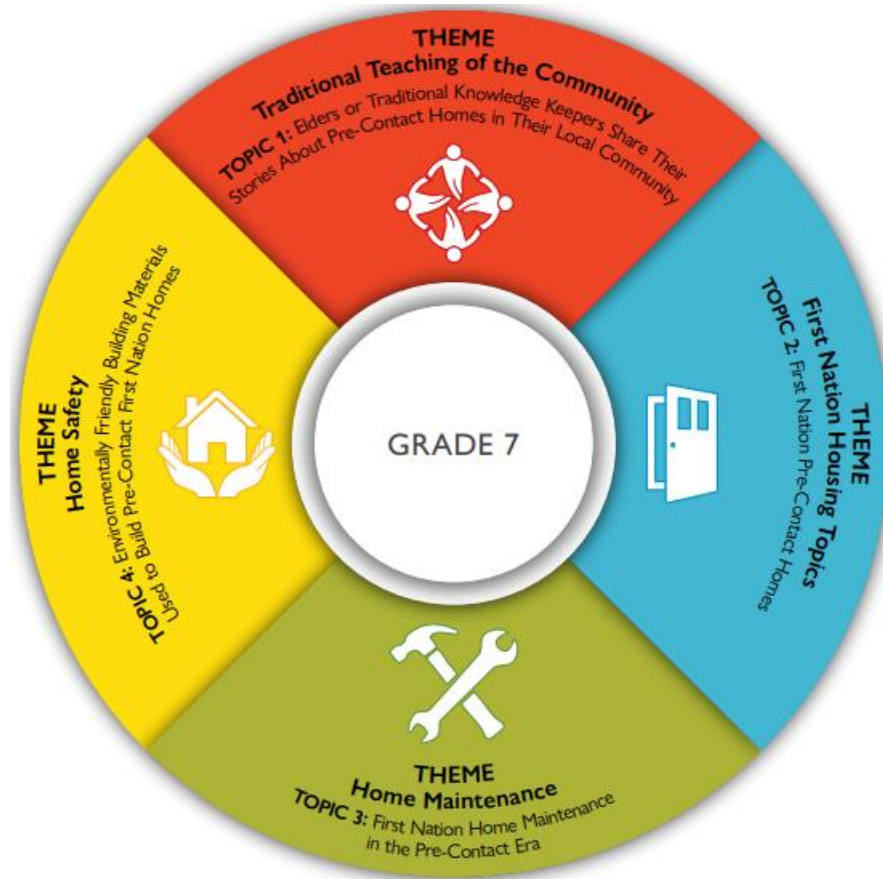 THEME
Traditional Teaching of the Community
TOPIC 1: Elders or Traditional Knowledge Keepers Share Their
Stories About Pre-Contact Homes in Their Local Community
THEME
First Nation Housing Topics
TOPIC 2: First Nation Pre-Contact Homes
THEME
Home Maintenance
TOPIC 3: First Nation Home Maintenance
in the Pre-Contact Era
THEME
Home Safety
TOPIC 4: Environmentally Friendly Building Materials
Used to Build Pre-Contact First Nation Homes
GRADE 7